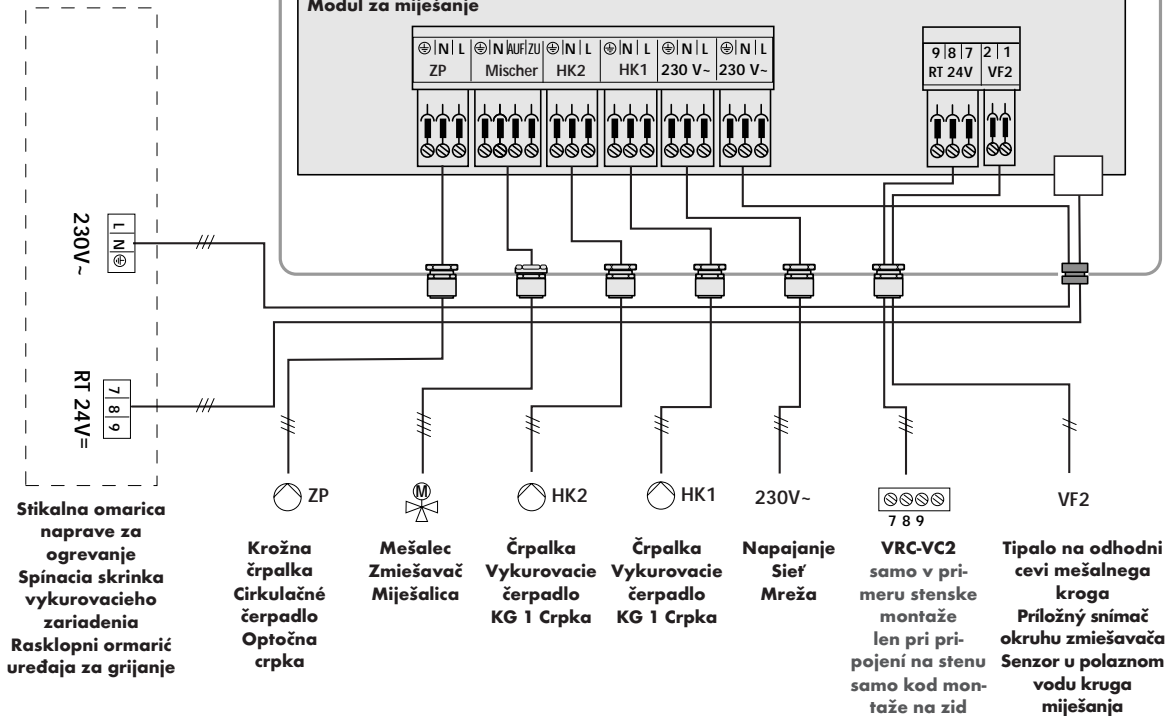 Modul za miješanje
⏚ N L ⏚ N AUF ZU ⏚ N L ⏚ N L ⏚ N L ⏚ N L
ZP Mischer HK2 HK1 230 V~ 230 V~
9 8 7 2 1
RT 24V VF2
230V~
L N ⏚
RT 24V=
7 8 9
ZP
M
HK2
HK1
230V~
7 8 9
VF2
Stikalna omarica
naprave za
ogrevanje
Spínacia skrinka
vykurovacieho
zariadenia
Rasklopni ormarić
uređaja za grijanje
Krožna
črpalka
Cirkulačné
čerpadlo
Optočna
crpka
Mešalec
Zmiešavač
Miješalica
Črpalka
Vykurovacie
čerpadlo
KG 1 Crpka
Črpalka
Vykurovacie
čerpadlo
KG 1 Crpka
Napajanje
Sieť
Mreža
VRC-VC2
samo v pri-
meru stenske
montaže
len pri pri-
pojení na stenu
samo kod mon-
taže na zid
Tipalo na odhodni
cevi mešalnega
kroga
Príložný snímač
okruhu zmiešavača
Senzor u polaznom
vodu kruga
miješanja